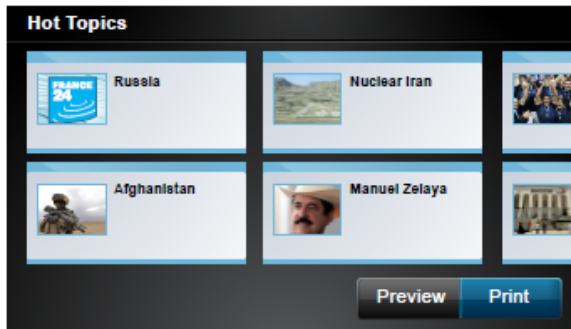 Hot Topics
Russia
FRANCE
24
Nuclear Iran
Afghanistan
Manuel Zelaya
Preview
Print